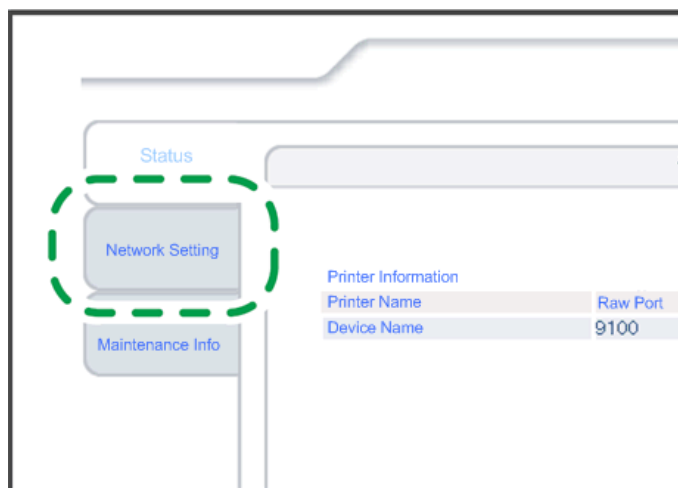 Status
Network Setting
Maintenance Info
Printer Information
Printer Name Raw Port
Device Name 9100